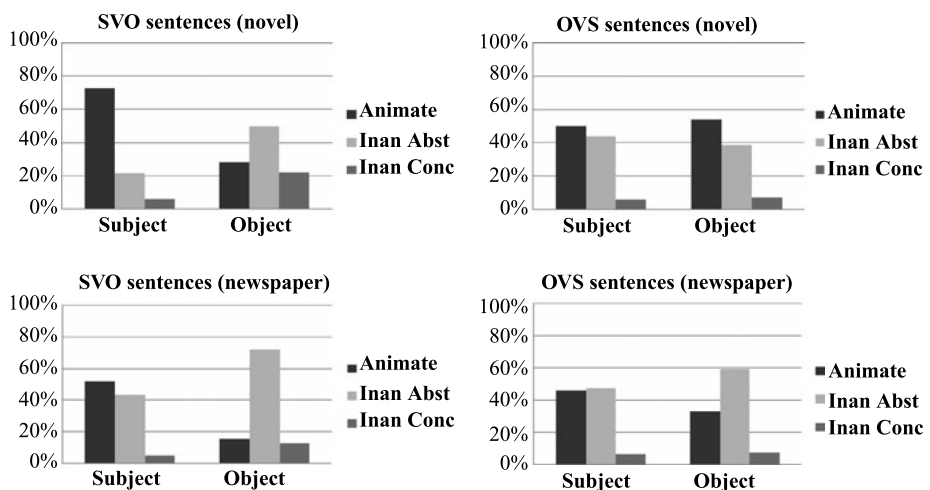 SVO sentences (novel)
100%
80%
60%
40%
20%
0%
Subject Object
Animate
Inan Abst
Inan Conc
OVS sentences (novel)
100%
80%
60%
40%
20%
0%
Subject Object
Animate
Inan Abst
Inan Conc
SVO sentences (newspaper)
100%
80%
60%
40%
20%
0%
Subject Object
Animate
Inan Abst
Inan Conc
OVS sentences (newspaper)
100%
80%
60%
40%
20%
0%
Subject Object
Animate
Inan Abst
Inan Conc